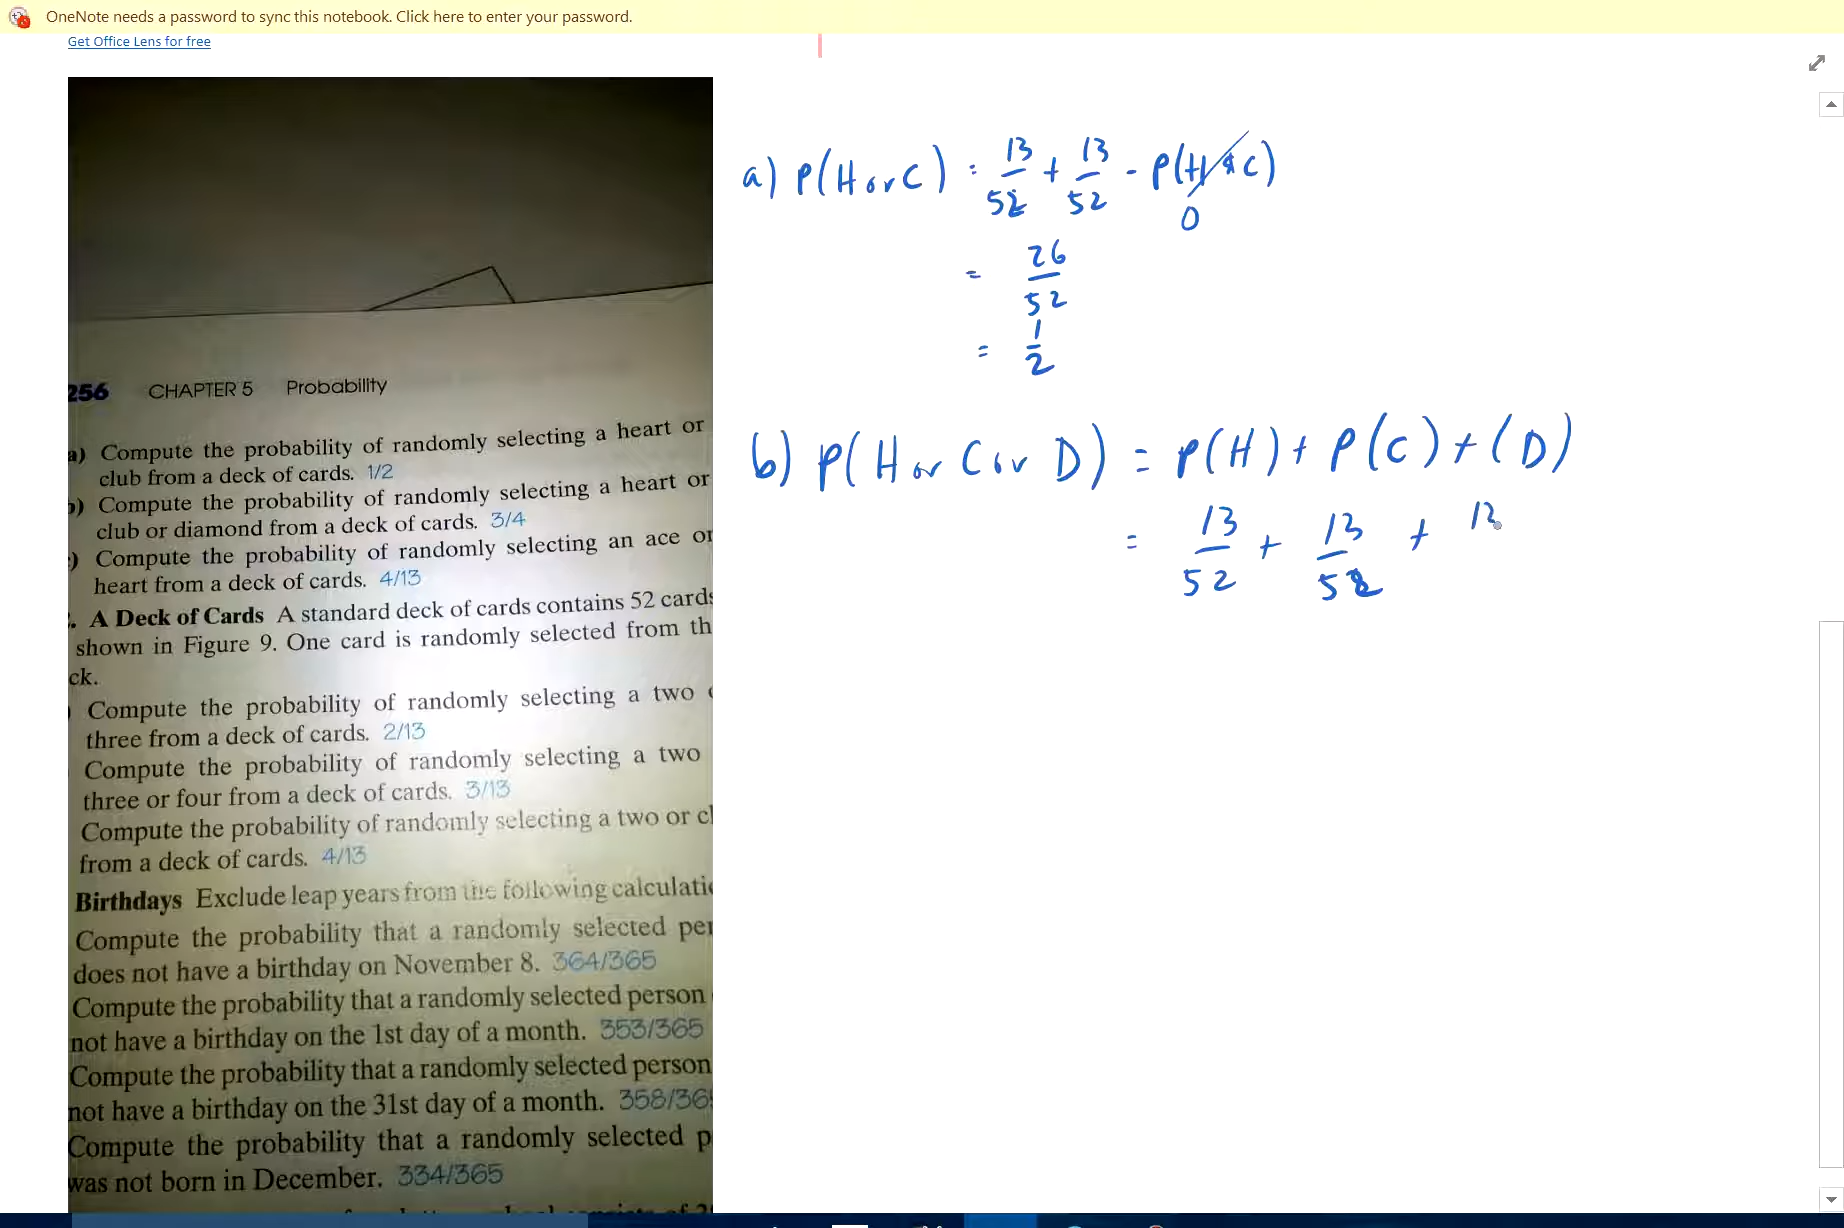 OneNote needs a password to sync this notebook. Click here to enter your password.
Get Office Lens for free
256 CHAPTER 5 Probability
a) Compute the probability of randomly selecting a heart or
club from a deck of cards. 1/2
b) Compute the probability of randomly selecting a heart or
club or diamond from a deck of cards. 3/4
) Compute the probability of randomly selecting an ace or
heart from a deck of cards. 4/13
. A Deck of Cards A standard deck of cards contains 52 cards
shown in Figure 9. One card is randomly selected from th
ck.
Compute the probability of randomly selecting a two
three from a deck of cards. 2/13
Compute the probability of randomly selecting a two
three or four from a deck of cards. 3/13
Compute the probability of randomly selecting a two or cl
from a deck of cards. 4/13
Birthdays Exclude leap years from the following calculati
Compute the probability that a randomly selected per
does not have a birthday on November 8. 364/365
Compute the probability that a randomly selected person
not have a birthday on the 1st day of a month. 353/365
Compute the probability that a randomly selected person
not have a birthday on the 31st day of a month. 358/365
Compute the probability that a randomly selected p
was not born in December. 334/365
a) P(H or C) = 13/52 + 13/52 - P(H & C)
0
= 26/52
= 1/2
b) P(H or C or D) = P(H) + P(C) + (D)
= 13/52 + 13/52 + 13